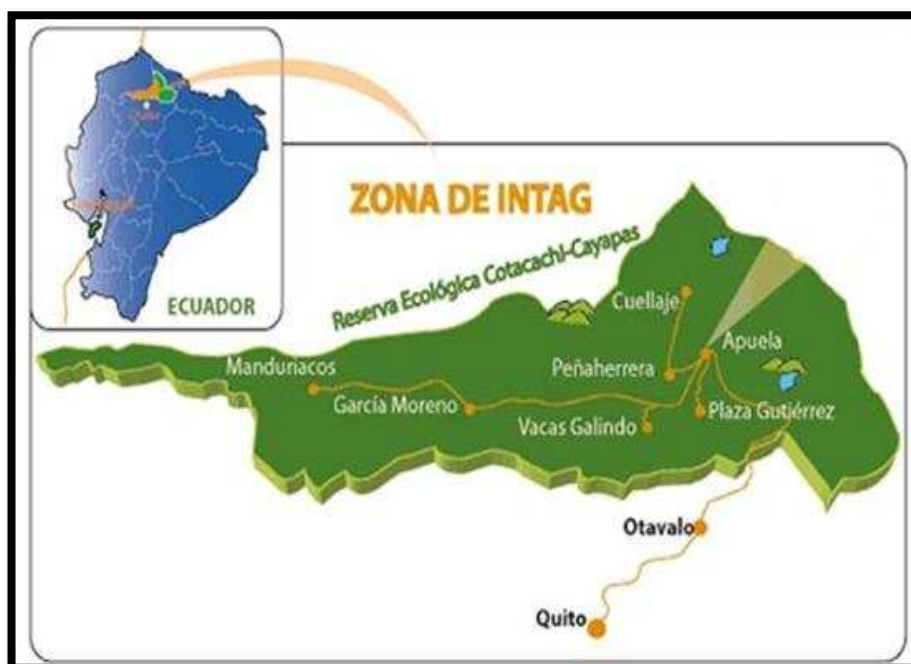 ECUADOR
ZONA DE INTAG
Reserva Ecológica Cotacachi-Cayapas
Cuellaje
Apuela
Manduriacos
Peñaherrera
García Moreno
Plaza Gutiérrez
Vacas Galindo
Otavalo
Quito